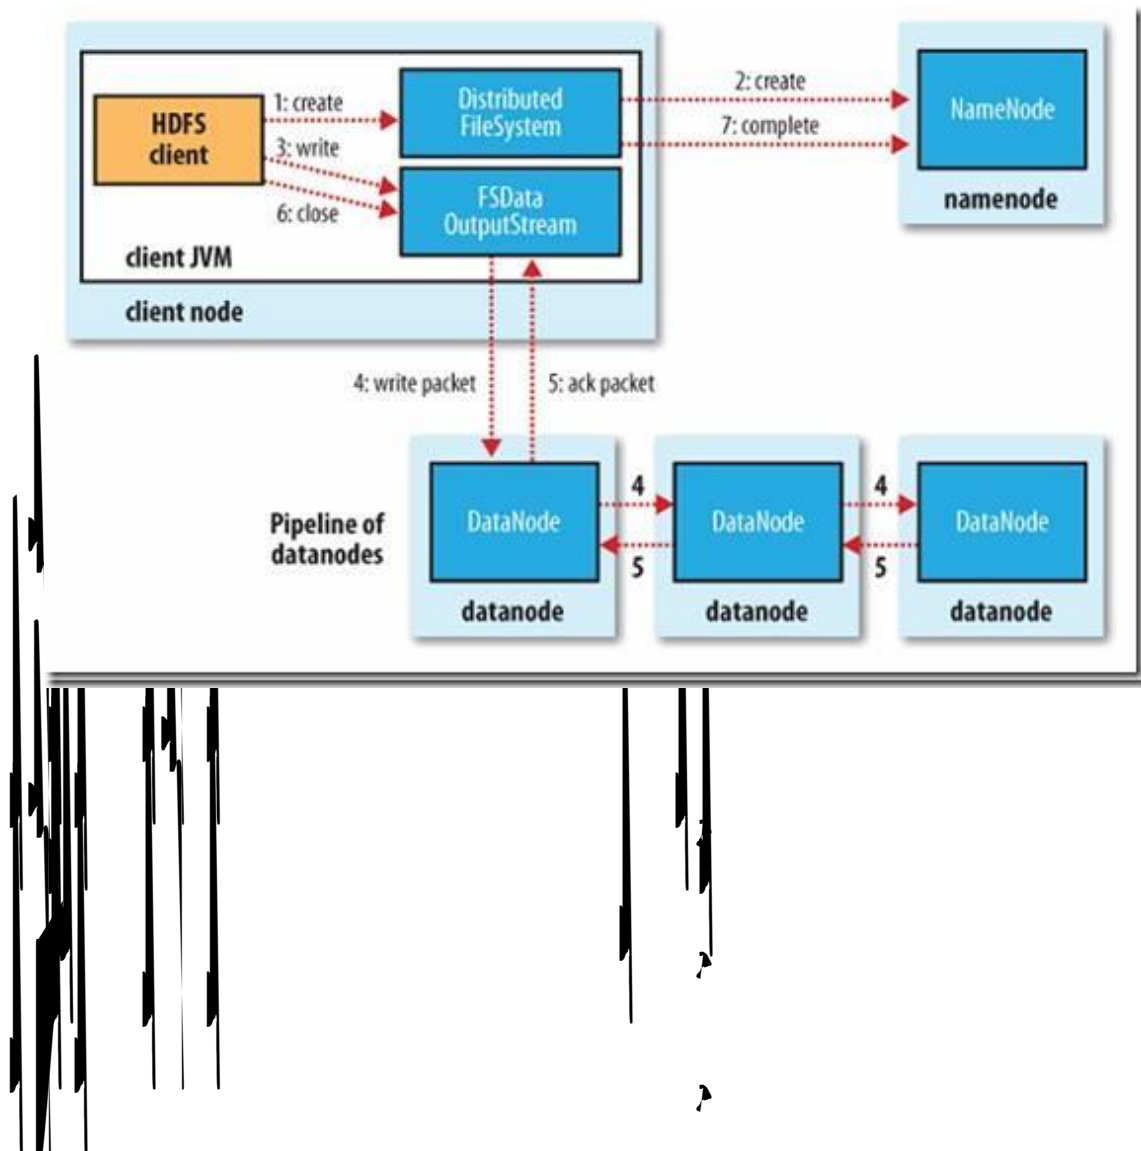 HDFS
client
1: create
3: write
6: close
Distributed
FileSystem
FSData
OutputStream
client JVM
client node
2: create
7: complete
NameNode
namenode
4: write packet
5: ack packet
Pipeline of
datanodes
DataNode
datanode
4
5
DataNode
datanode
4
5
DataNode
datanode